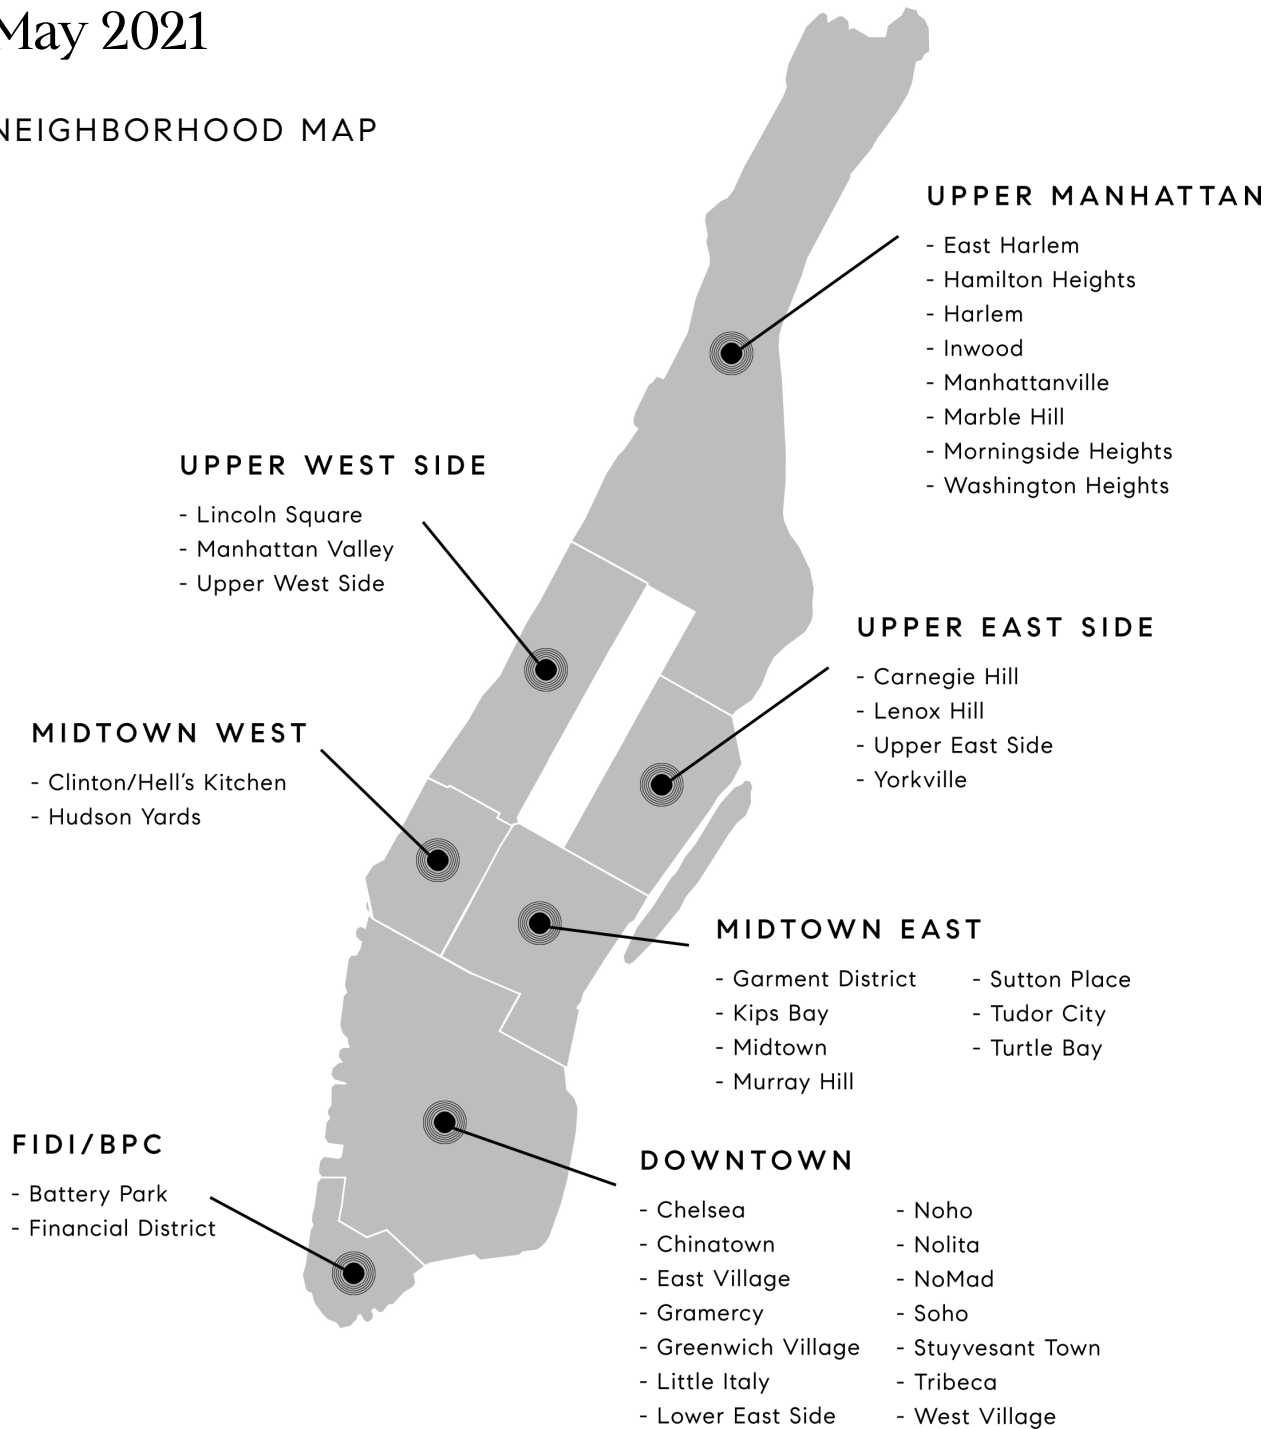 May 2021
NEIGHBORHOOD MAP
UPPER MANHATTAN
- East Harlem
- Hamilton Heights
- Harlem
- Inwood
- Manhattanville
- Marble Hill
- Morningside Heights
- Washington Heights
UPPER WEST SIDE
- Lincoln Square
- Manhattan Valley
- Upper West Side
UPPER EAST SIDE
- Carnegie Hill
- Lenox Hill
- Upper East Side
- Yorkville
MIDTOWN WEST
- Clinton/Hell's Kitchen
- Hudson Yards
MIDTOWN EAST
- Garment District
- Kips Bay
- Midtown
- Murray Hill
- Sutton Place
- Tudor City
- Turtle Bay
FIDI/BPC
- Battery Park
- Financial District
DOWNTOWN
- Chelsea
- Chinatown
- East Village
- Gramercy
- Greenwich Village
- Little Italy
- Lower East Side
- Noho
- Nolita
- NoMad
- Soho
- Stuyvesant Town
- Tribeca
- West Village